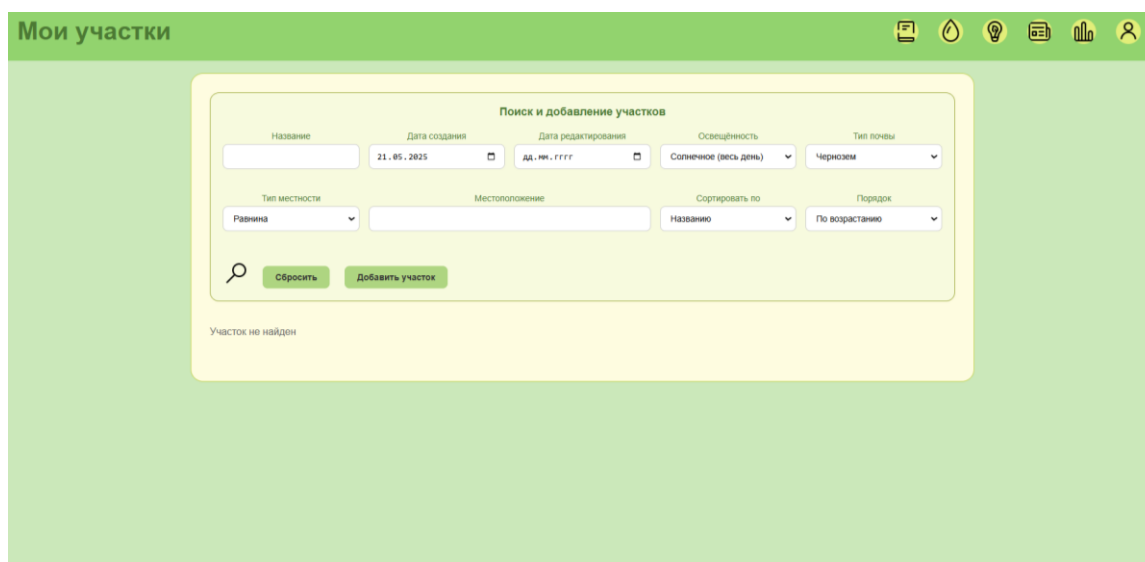 Мои участки
Поиск и добавление участков
Название Дата создания Дата редактирования Освещённость Тип почвы
21.05.2025 дд.мм.гггг Солнечное (весь день) Чернозем
Тип местности Местоположение Сортировать по Порядок
Равнина Названию По возрастанию
Сбросить Добавить участок
Участок не найден